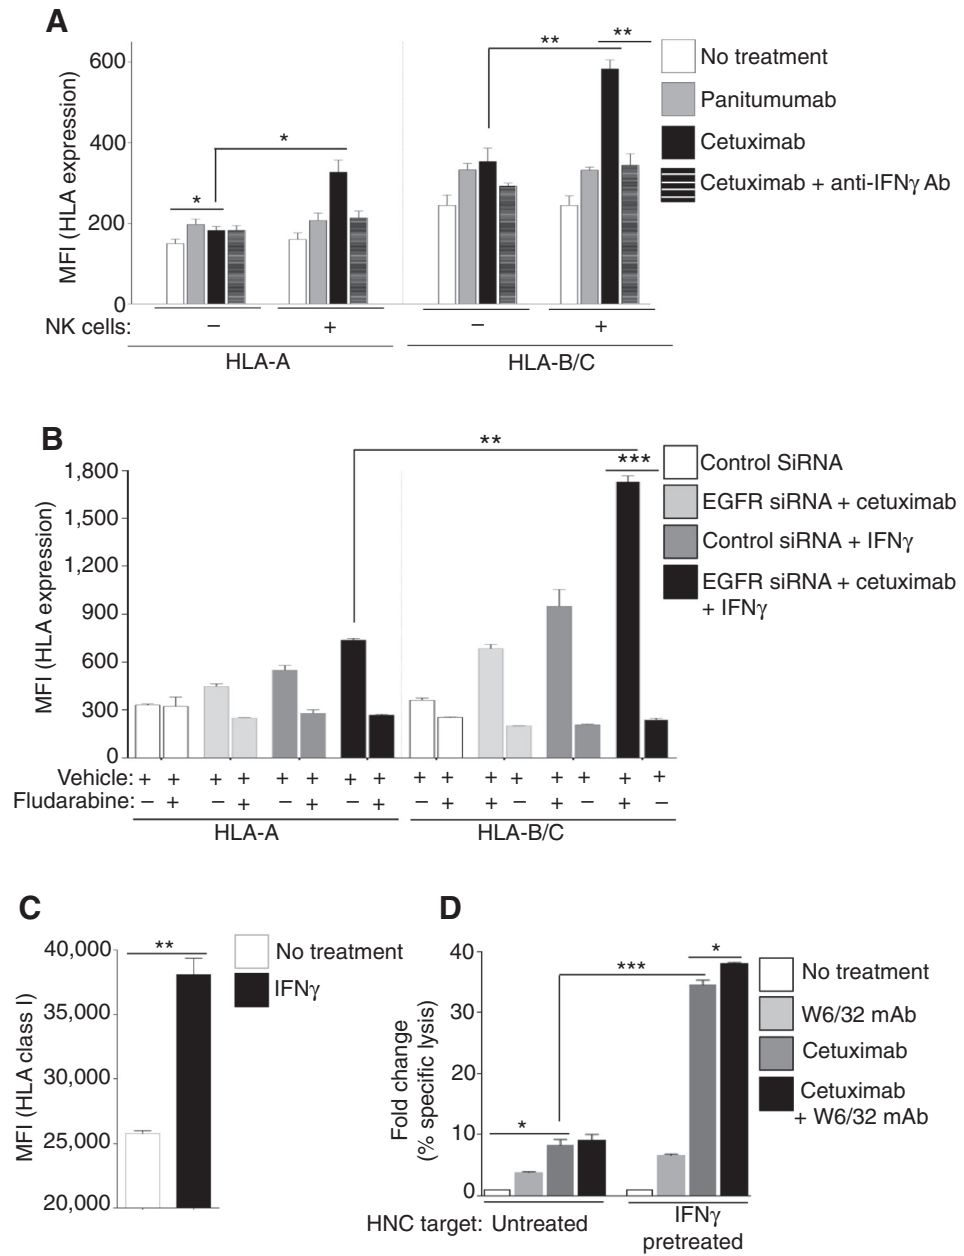 A
MFI (HLA expression)
600
400
200
0
*
*
**
**
No treatment
Panitumumab
Cetuximab
Cetuximab + anti-IFNγ Ab
NK cells: – + – +
HLA-A HLA-B/C
B
MFI (HLA expression)
1,800
1,500
1,200
900
600
300
0
**
***
Control SiRNA
EGFR siRNA + cetuximab
Control siRNA + IFNγ
EGFR siRNA + cetuximab
+ IFNγ
Vehicle: + + + + + + + + + + + + + + + +
Fludarabine: – + – + – + – + – + + – + – + –
HLA-A HLA-B/C
C
MFI (HLA class I)
40,000
35,000
30,000
25,000
20,000
**
No treatment
IFNγ
D
Fold change
(% specific lysis)
40
30
20
10
0
*
***
*
No treatment
W6/32 mAb
Cetuximab
Cetuximab
+ W6/32 mAb
HNC target: Untreated
IFNγ
pretreated